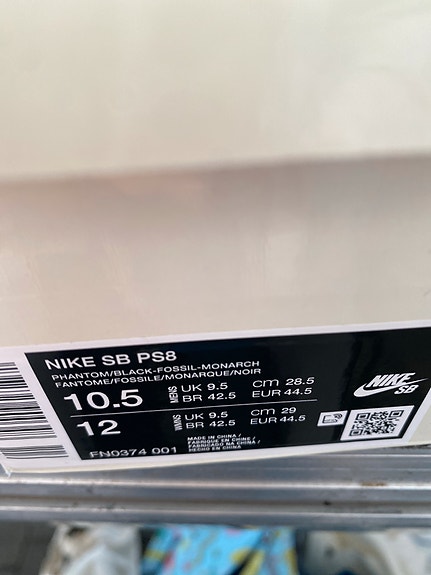 NIKE SB PS8
PHANTOM/BLACK-FOSSIL-MONARCH
FANTOME/FOSSILE/MONARQUE/NOIR
10.5 MENS UK 9.5 cm 28.5
BR 42.5 EUR 44.5
12 WMNS UK 9.5 cm 29
BR 42.5 EUR 44.5
MADE IN CHINA /
FABRIQUE EN CHINE /
FABRICADO NA CHINA /
HECHO EN CHINA
FN0374 001
NIKE
SB